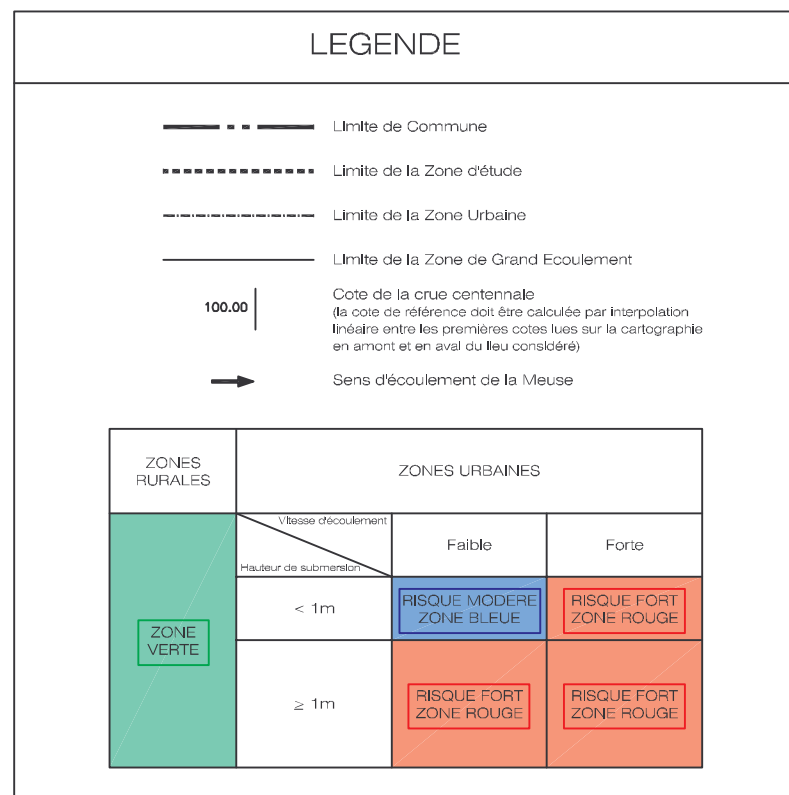 LEGENDE
Limite de Commune
Limite de la Zone d'étude
Limite de la Zone Urbaine
Limite de la Zone de Grand Ecoulement
100.00
Cote de la crue centennale
(la cote de référence doit être calculée par interpolation
linéaire entre les premières cotes lues sur la cartographie
en amont et en aval du lieu considéré)
Sens d'écoulement de la Meuse
ZONES
RURALES
ZONES URBAINES
Vitesse d'écoulement
Hauteur de submersion
Faible
Forte
< 1m
RISQUE MODERE
ZONE BLEUE
RISQUE FORT
ZONE ROUGE
ZONE
VERTE
≥ 1m
RISQUE FORT
ZONE ROUGE
RISQUE FORT
ZONE ROUGE